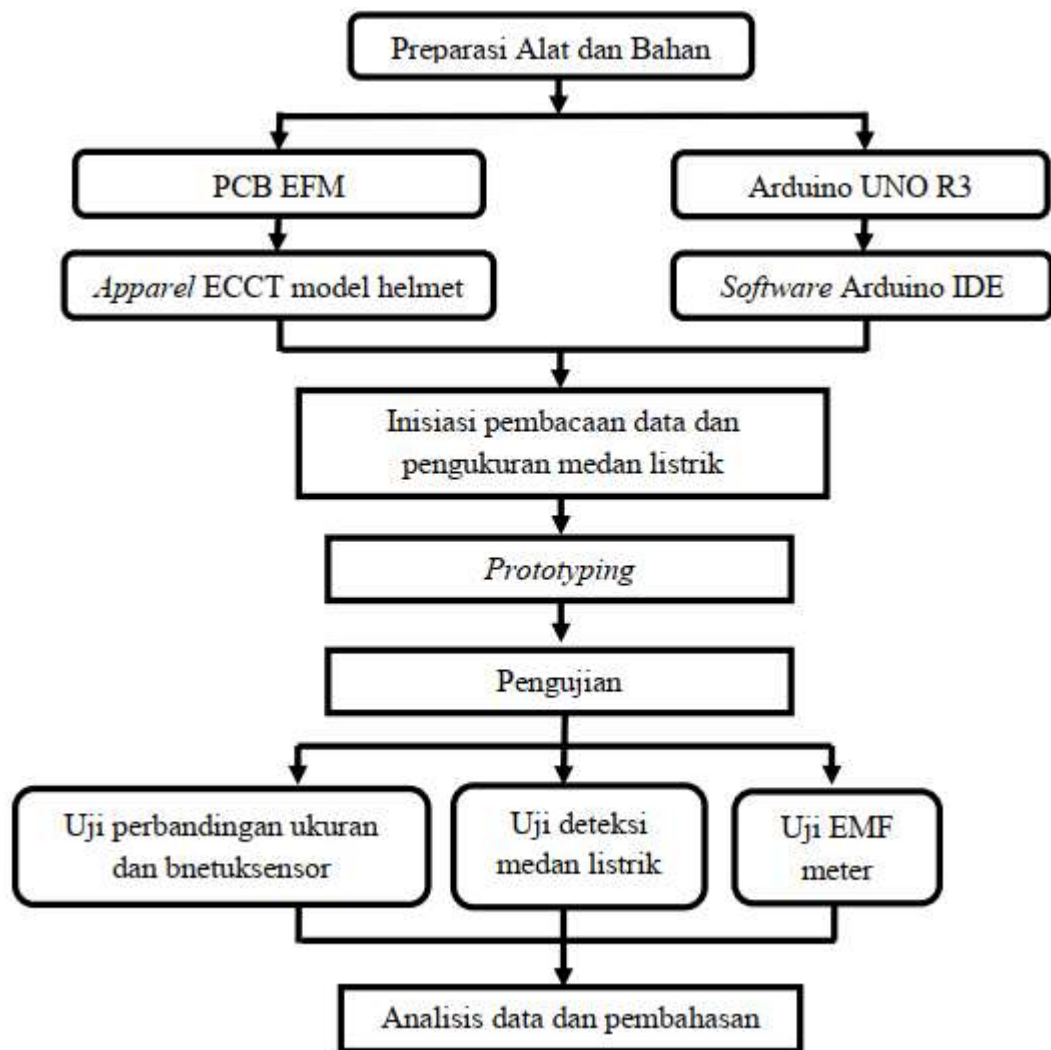 Preparasi Alat dan Bahan
PCB EFM
Arduino UNO R3
Apparel ECCT model helmet
Software Arduino IDE
Inisiasi pembacaan data dan
pengukuran medan listrik
Prototyping
Pengujian
Uji perbandingan ukuran
dan bnetuksensor
Uji deteksi
medan listrik
Uji EMF
meter
Analisis data dan pembahasan